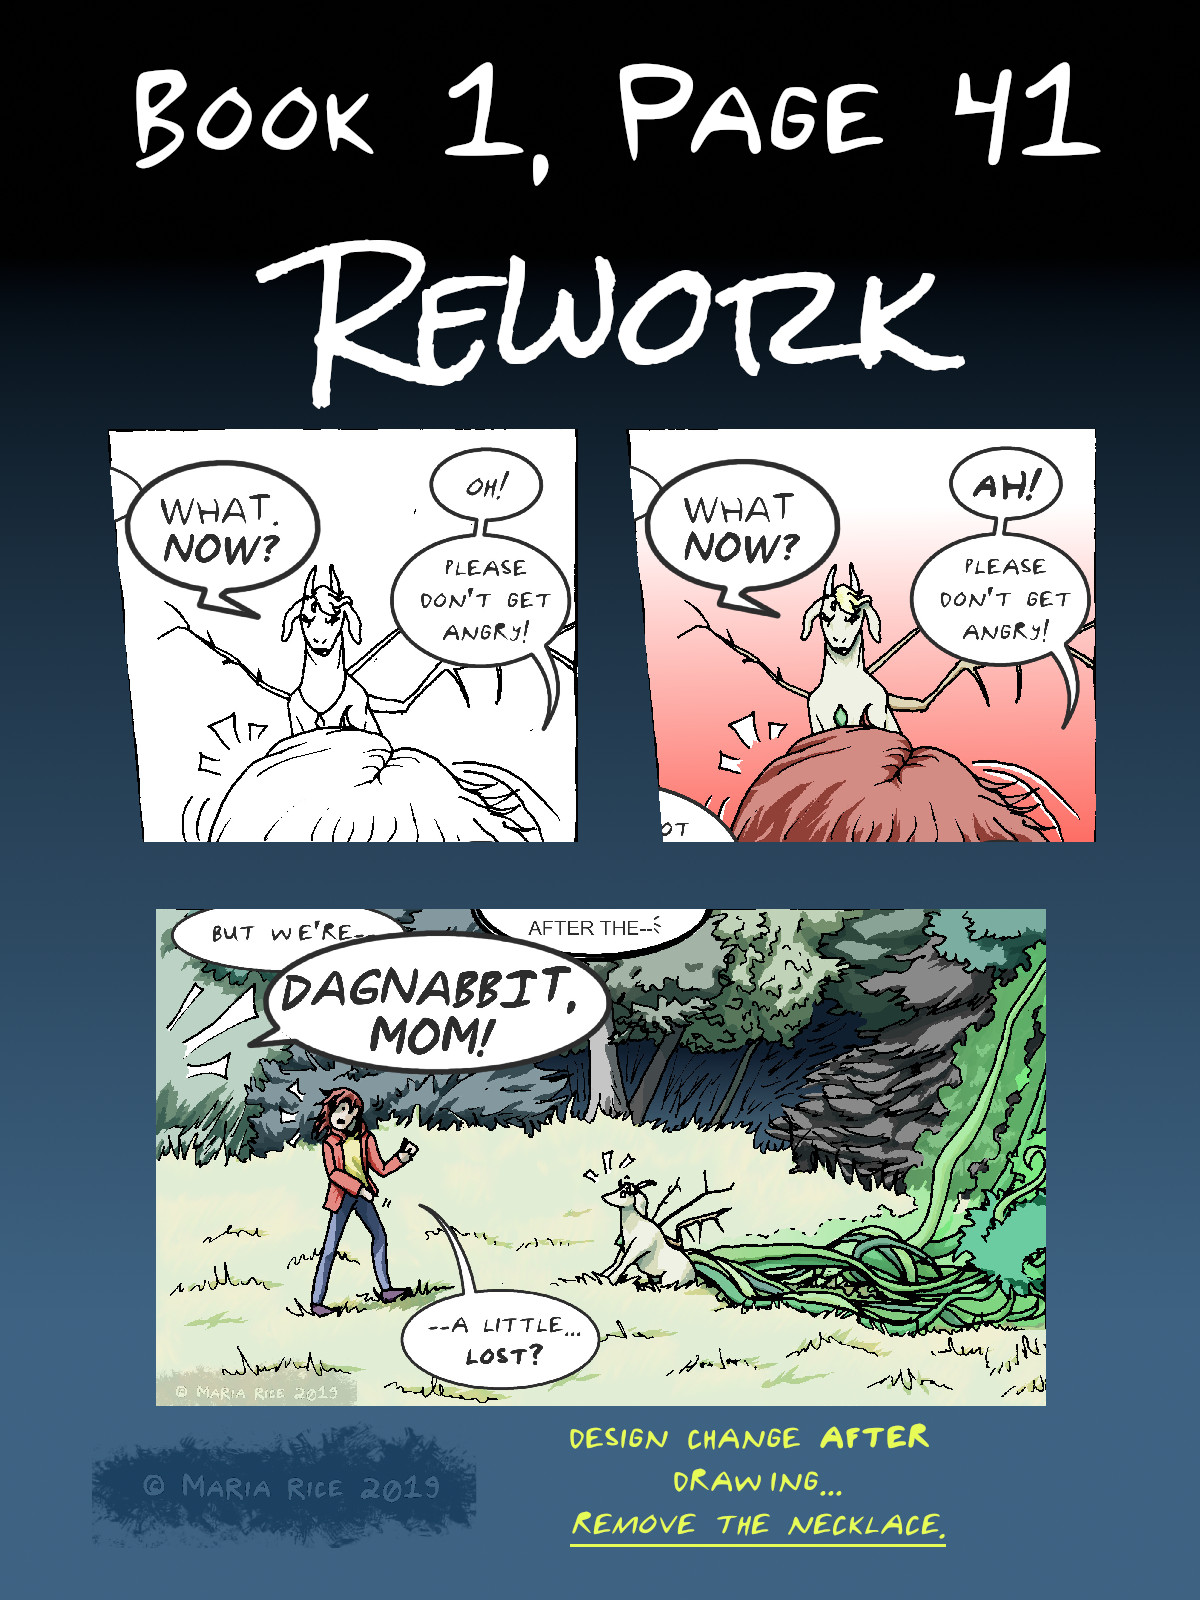 BOOK 1, PAGE 41
REWORK
WHAT.
NOW?
OH!
PLEASE
DON'T GET
ANGRY!
WHAT
NOW?
AH!
PLEASE
DON'T GET
ANGRY!
OT
BUT WE'RE--
AFTER THE--
DAGNABBIT,
MOM!
--A LITTLE...
LOST?
© MARIA RICE 2019
© MARIA RICE 2019
DESIGN CHANGE AFTER
DRAWING...
REMOVE THE NECKLACE.